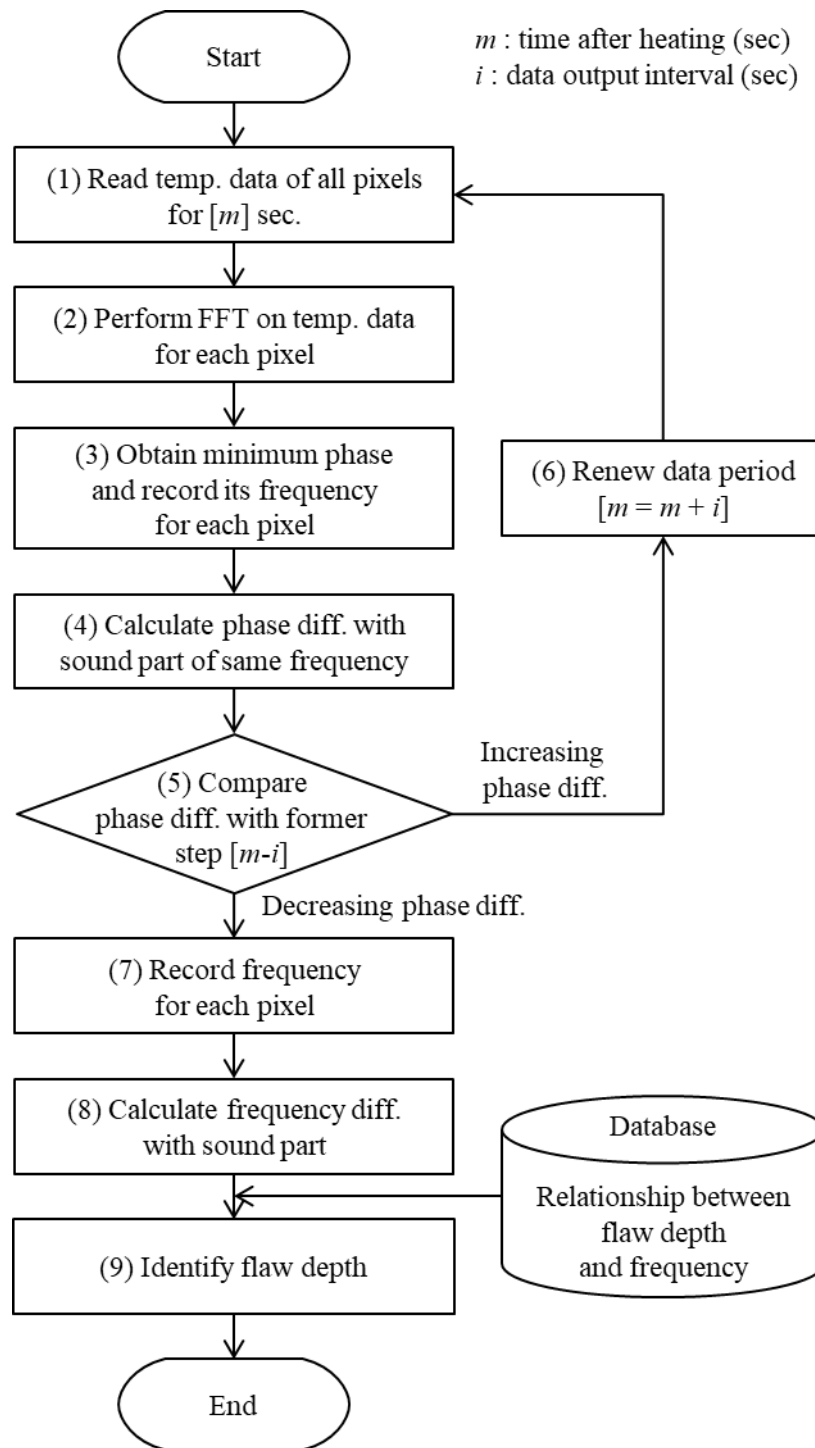 Start
m : time after heating (sec)
i : data output interval (sec)
(1) Read temp. data of all pixels
for [m] sec.
(2) Perform FFT on temp. data
for each pixel
(3) Obtain minimum phase
and record its frequency
for each pixel
(6) Renew data period
[m = m + i]
(4) Calculate phase diff. with
sound part of same frequency
(5) Compare
phase diff. with former
step [m-i]
Increasing
phase diff.
Decreasing phase diff.
(7) Record frequency
for each pixel
(8) Calculate frequency diff.
with sound part
Database
Relationship between
flaw depth
and frequency
(9) Identify flaw depth
End